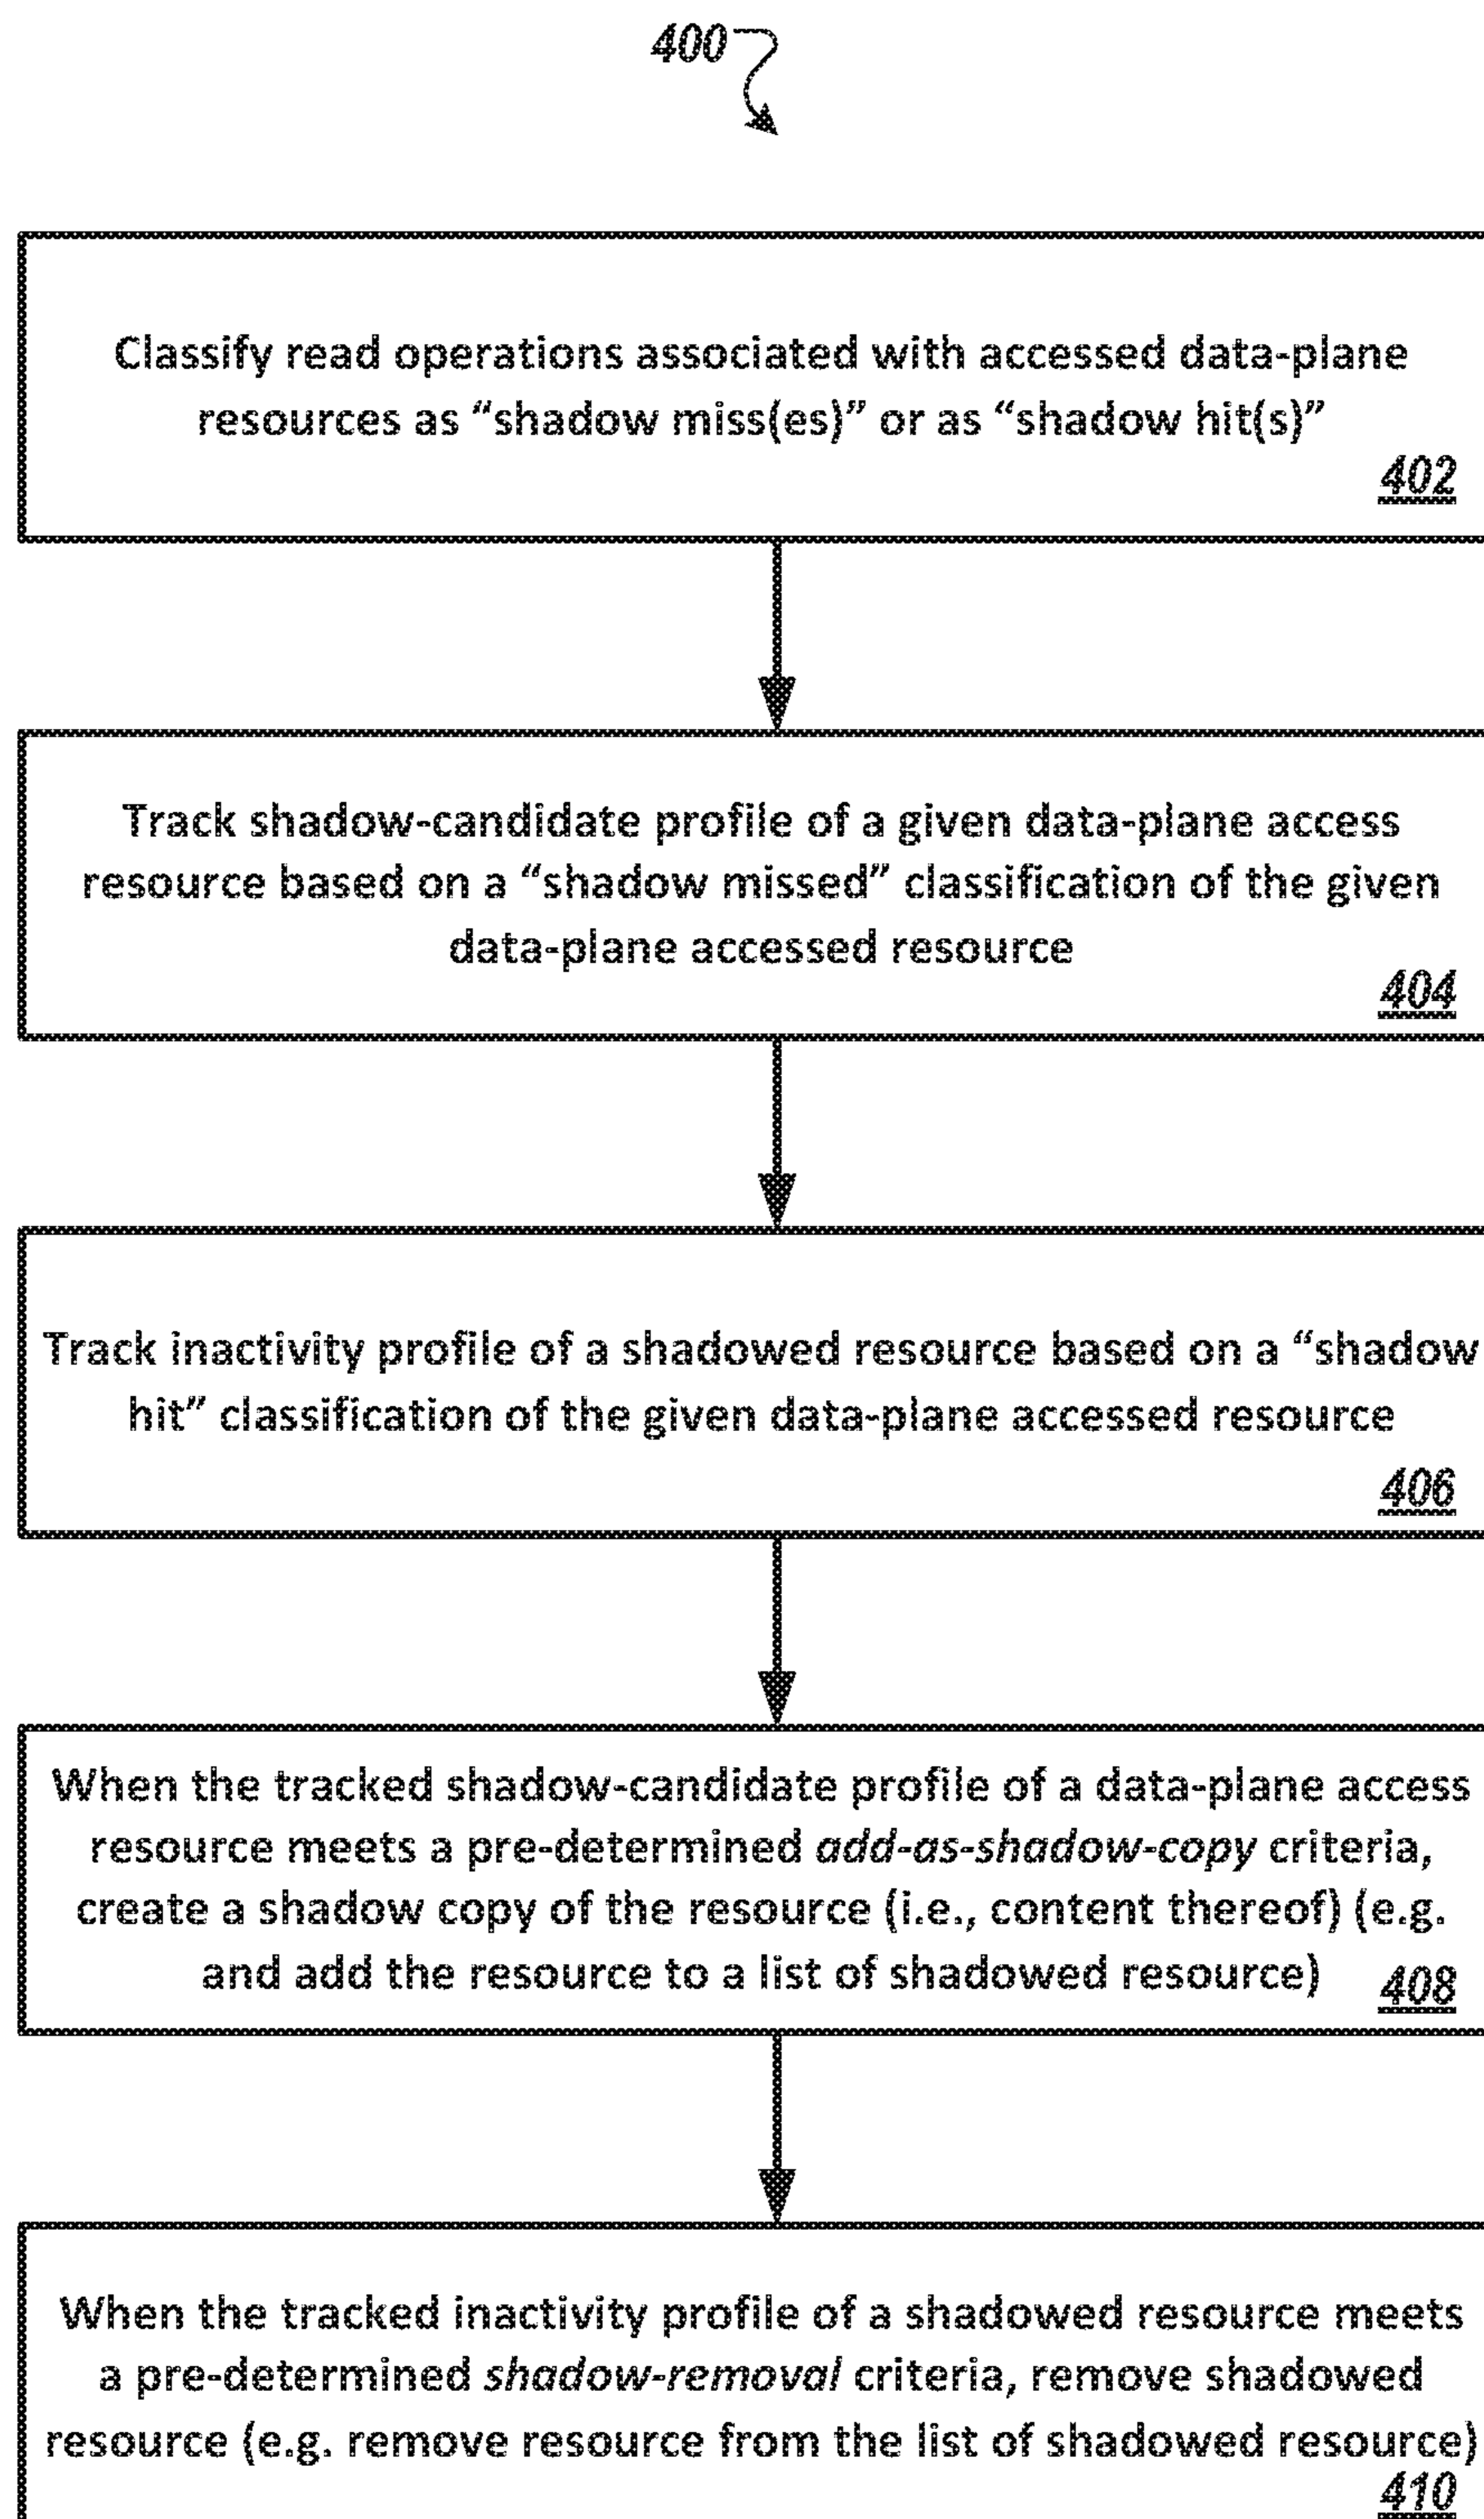 400
Classify read operations associated with accessed data-plane
resources as “shadow miss(es)” or as “shadow hit(s)”
402
Track shadow-candidate profile of a given data-plane access
resource based on a “shadow missed” classification of the given
data-plane accessed resource
404
Track inactivity profile of a shadowed resource based on a “shadow
hit” classification of the given data-plane accessed resource
406
When the tracked shadow-candidate profile of a data-plane access
resource meets a pre-determined add-as-shadow-copy criteria,
create a shadow copy of the resource (i.e., content thereof) (e.g.
and add the resource to a list of shadowed resource)
408
When the tracked inactivity profile of a shadowed resource meets
a pre-determined shadow-removal criteria, remove shadowed
resource (e.g. remove resource from the list of shadowed resource)
410